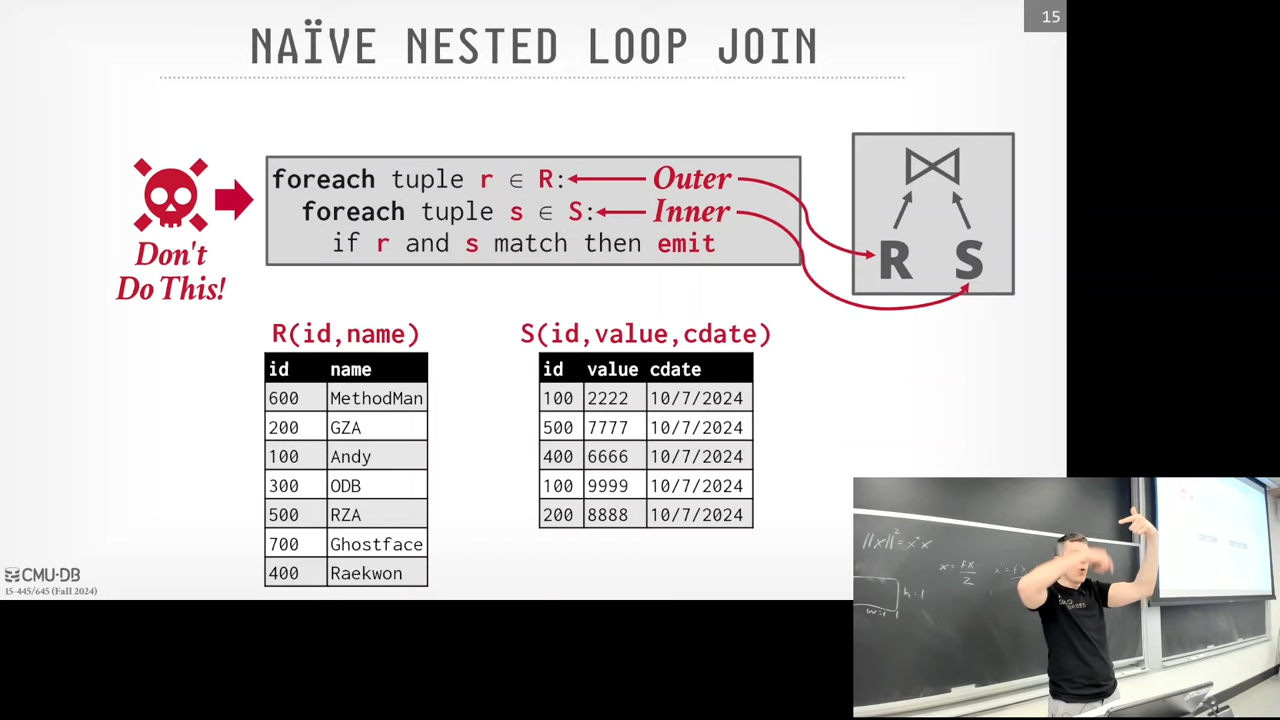 15
NAÏVE NESTED LOOP JOIN
Don't
Do This!
foreach tuple r ∈ R: Outer
foreach tuple s ∈ S: Inner
if r and s match then emit
⋈
R S
R(id,name)
id name
600 MethodMan
200 GZA
100 Andy
300 ODB
500 RZA
700 Ghostface
400 Raekwon
S(id,value,cdate)
id value cdate
100 2222 10/7/2024
500 7777 10/7/2024
400 6666 10/7/2024
100 9999 10/7/2024
200 8888 10/7/2024
CMU·DB
15-445/645 (Fall 2024)
h=1